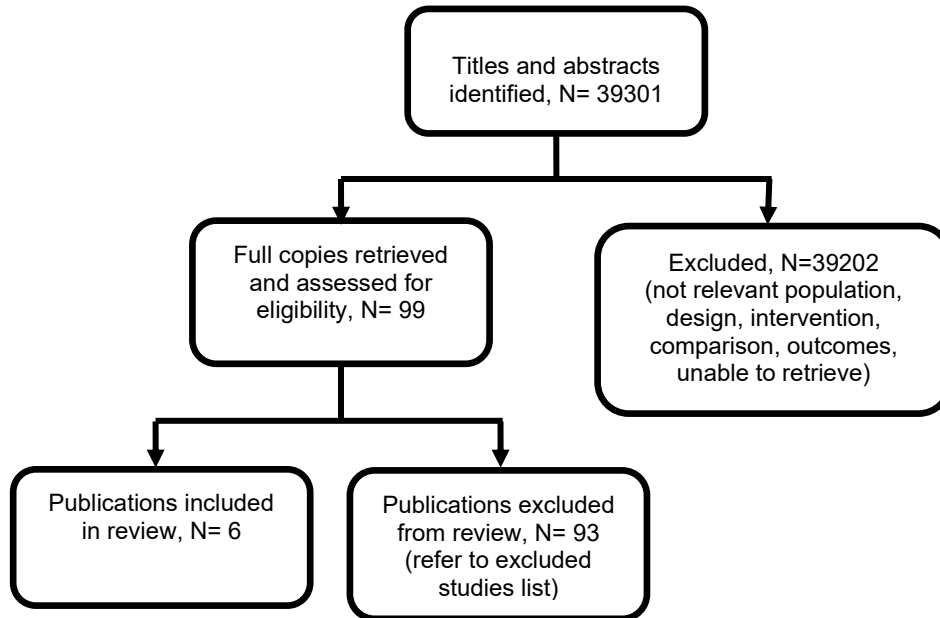 Titles and abstracts
identified, N= 39301
Full copies retrieved
and assessed for
eligibility, N= 99
Excluded, N=39202
(not relevant population,
design, intervention,
comparison, outcomes,
unable to retrieve)
Publications included
in review, N= 6
Publications excluded
from review, N= 93
(refer to excluded
studies list)